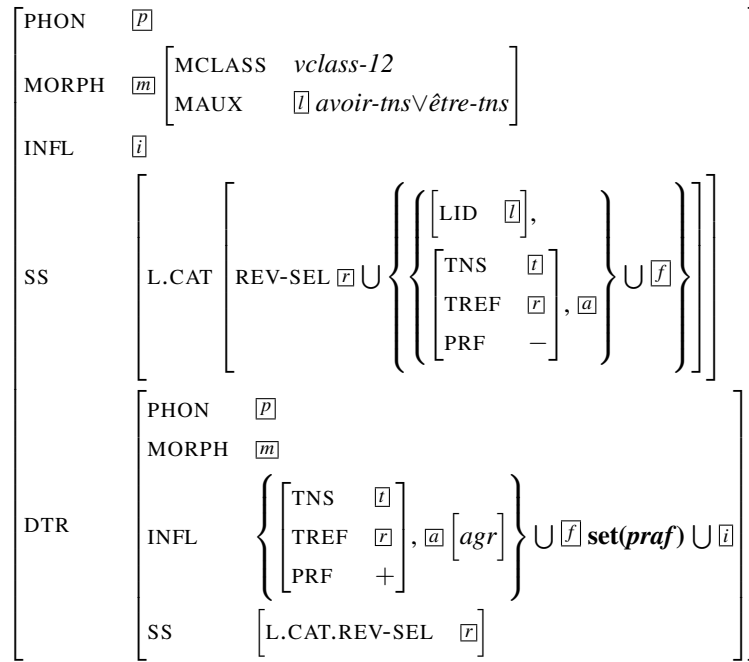 PHON p
MORPH m MCLASS vclass-12
MAUX l avoir-tns∨être-tns
INFL i
SS L.CAT REV-SEL r ∪ { { [LID l],
[TNS t
TREF r
PRF −], a } ∪ f }
DTR PHON p
MORPH m
INFL { [TNS t
TREF r
PRF +], a [agr] } ∪ f set(praf) ∪ i
SS [L.CAT.REV-SEL r]